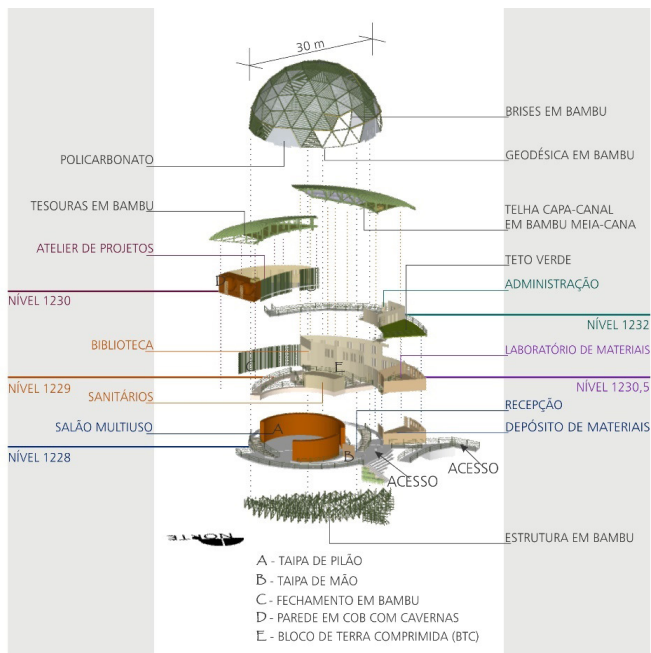 30 m
BRISES EM BAMBU
POLICARBONATO
GEODÉSICA EM BAMBU
TESOURAS EM BAMBU
TELHA CAPA-CANAL
EM BAMBU MEIA-CANA
ATELIER DE PROJETOS
TETO VERDE
D
ADMINISTRAÇÃO
NÍVEL 1230
NÍVEL 1232
BIBLIOTECA
LABORATÓRIO DE MATERIAIS
C
E
NÍVEL 1229
NÍVEL 1230,5
SANITÁRIOS
RECEPÇÃO
SALÃO MULTIUSO
A
DEPÓSITO DE MATERIAIS
B
NÍVEL 1228
ACESSO
ACESSO
NORTE
ESTRUTURA EM BAMBU
A - TAIPA DE PILÃO
B - TAIPA DE MÃO
C - FECHAMENTO EM BAMBU
D - PAREDE EM COB COM CAVERNAS
E - BLOCO DE TERRA COMPRIMIDA (BTC)